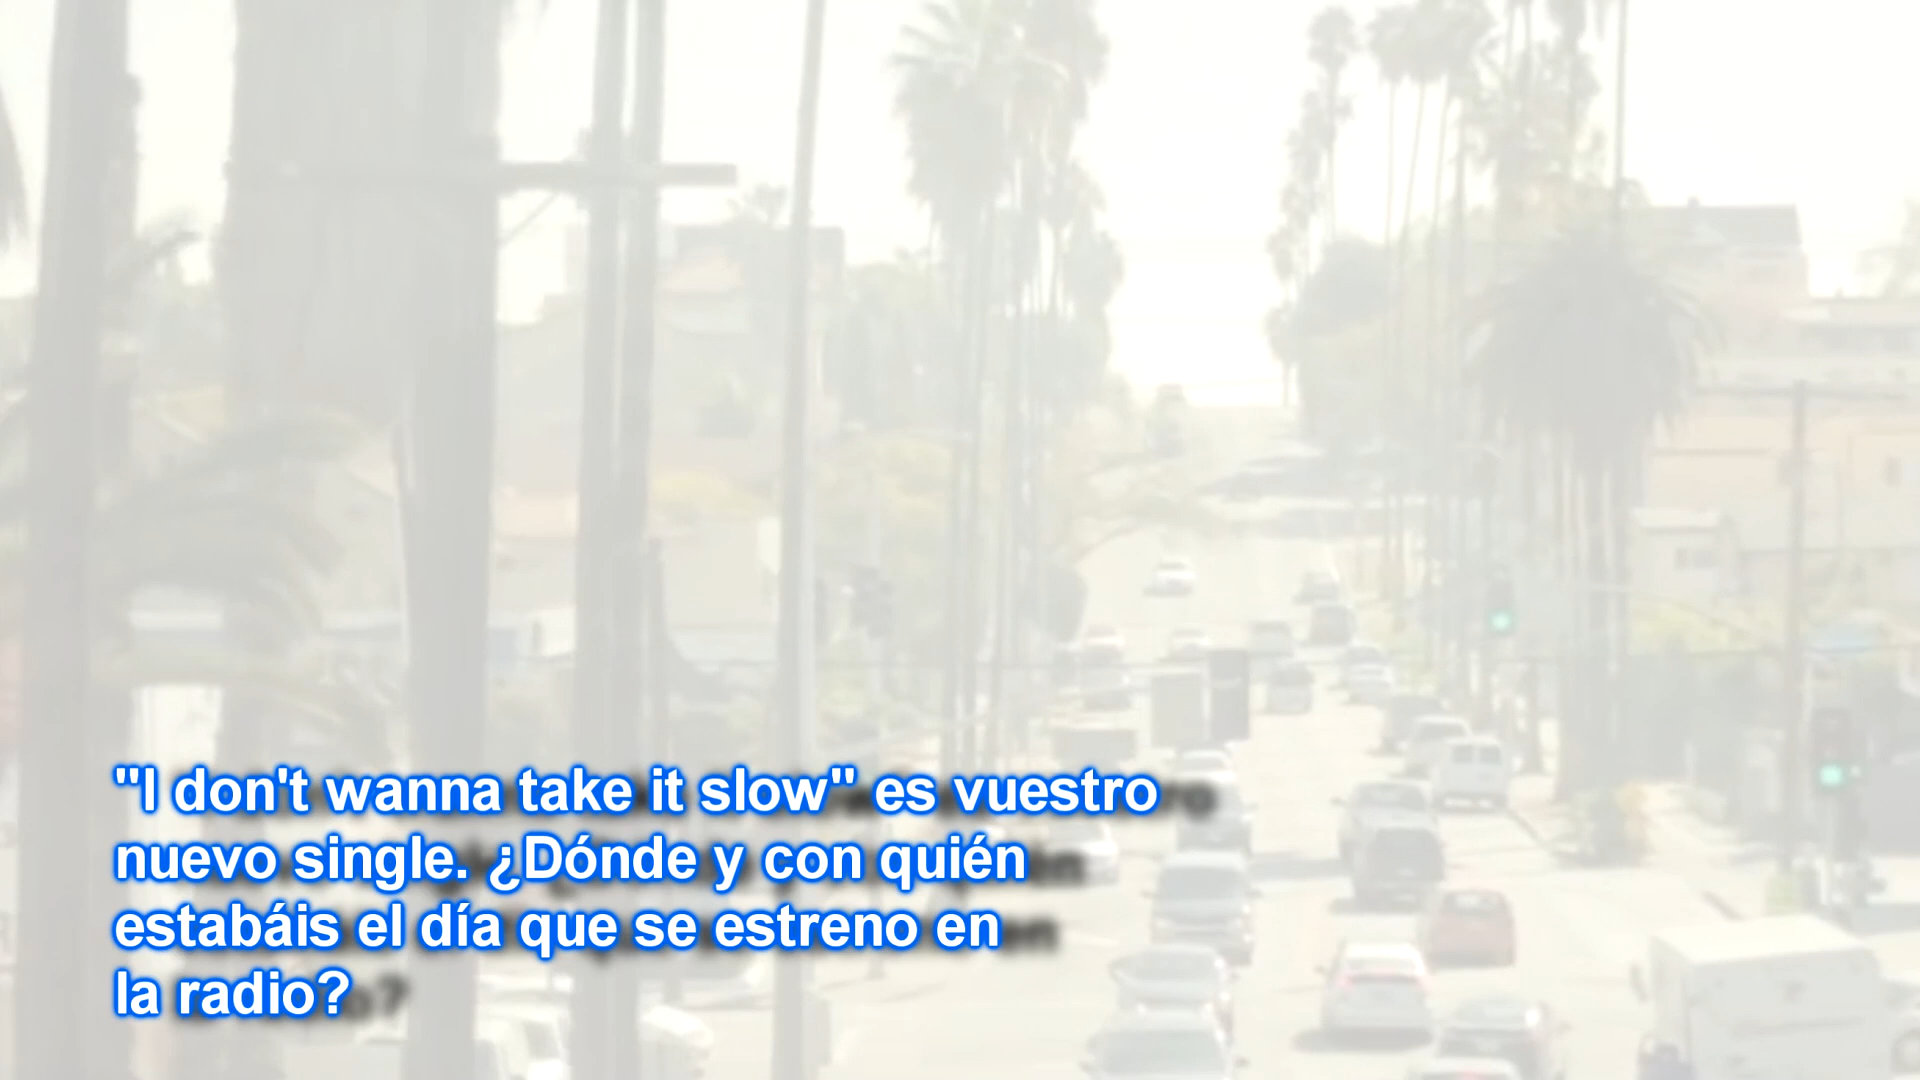 "I don't wanna take it slow" es vuestro
nuevo single. ¿Dónde y con quién
estabáis el día que se estreno en
la radio?